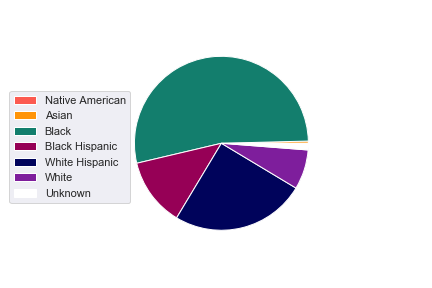 Native American
Asian
Black
Black Hispanic
White Hispanic
White
Unknown